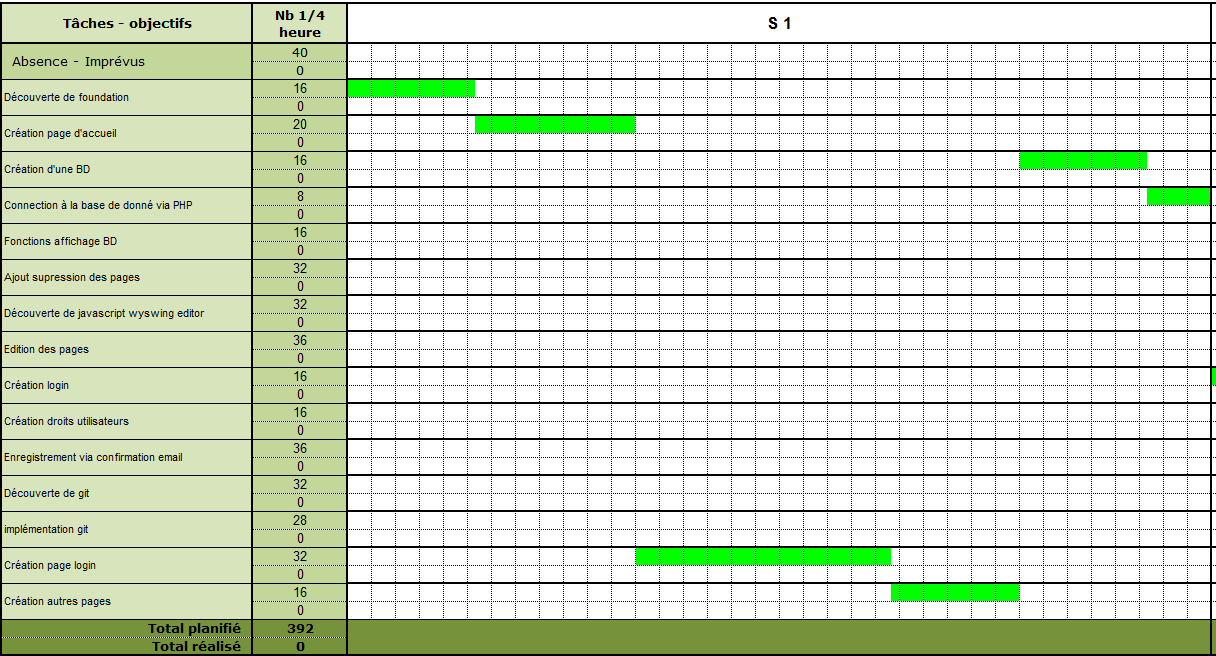 Tâches - objectifs
Nb 1/4
heure
S 1
Absence - Imprévus
40
0
Découverte de foundation
16
0
Création page d'accueil
20
0
Création d'une BD
16
0
Connection à la base de donné via PHP
8
0
Fonctions affichage BD
16
0
Ajout supression des pages
32
0
Découverte de javascript wyswing editor
32
0
Edition des pages
36
0
Création login
16
0
Création droits utilisateurs
16
0
Enregistrement via confirmation email
36
0
Découverte de git
32
0
implémentation git
28
0
Création page login
32
0
Création autres pages
16
0
Total planifié 392
Total réalisé 0